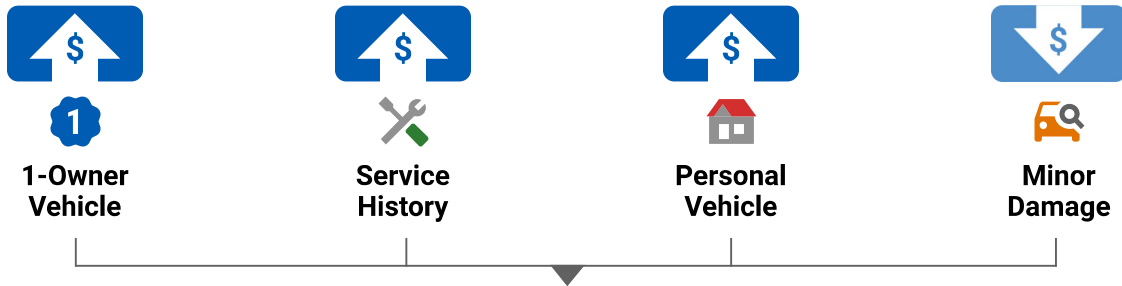 $
$
$
$
1
1-Owner
Vehicle
Service
History
Personal
Vehicle
Minor
Damage